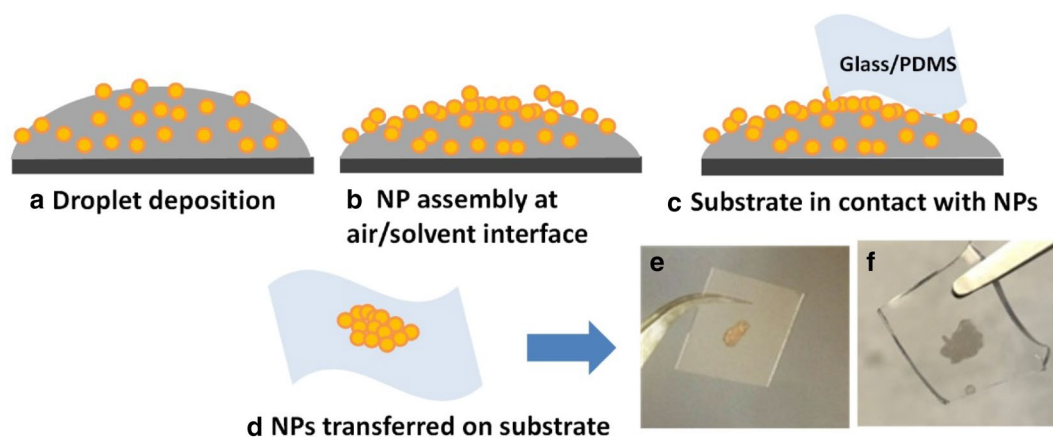 Glass/PDMS
a Droplet deposition
b NP assembly at
air/solvent interface
c Substrate in contact with NPs
d NPs transferred on substrate
e
f